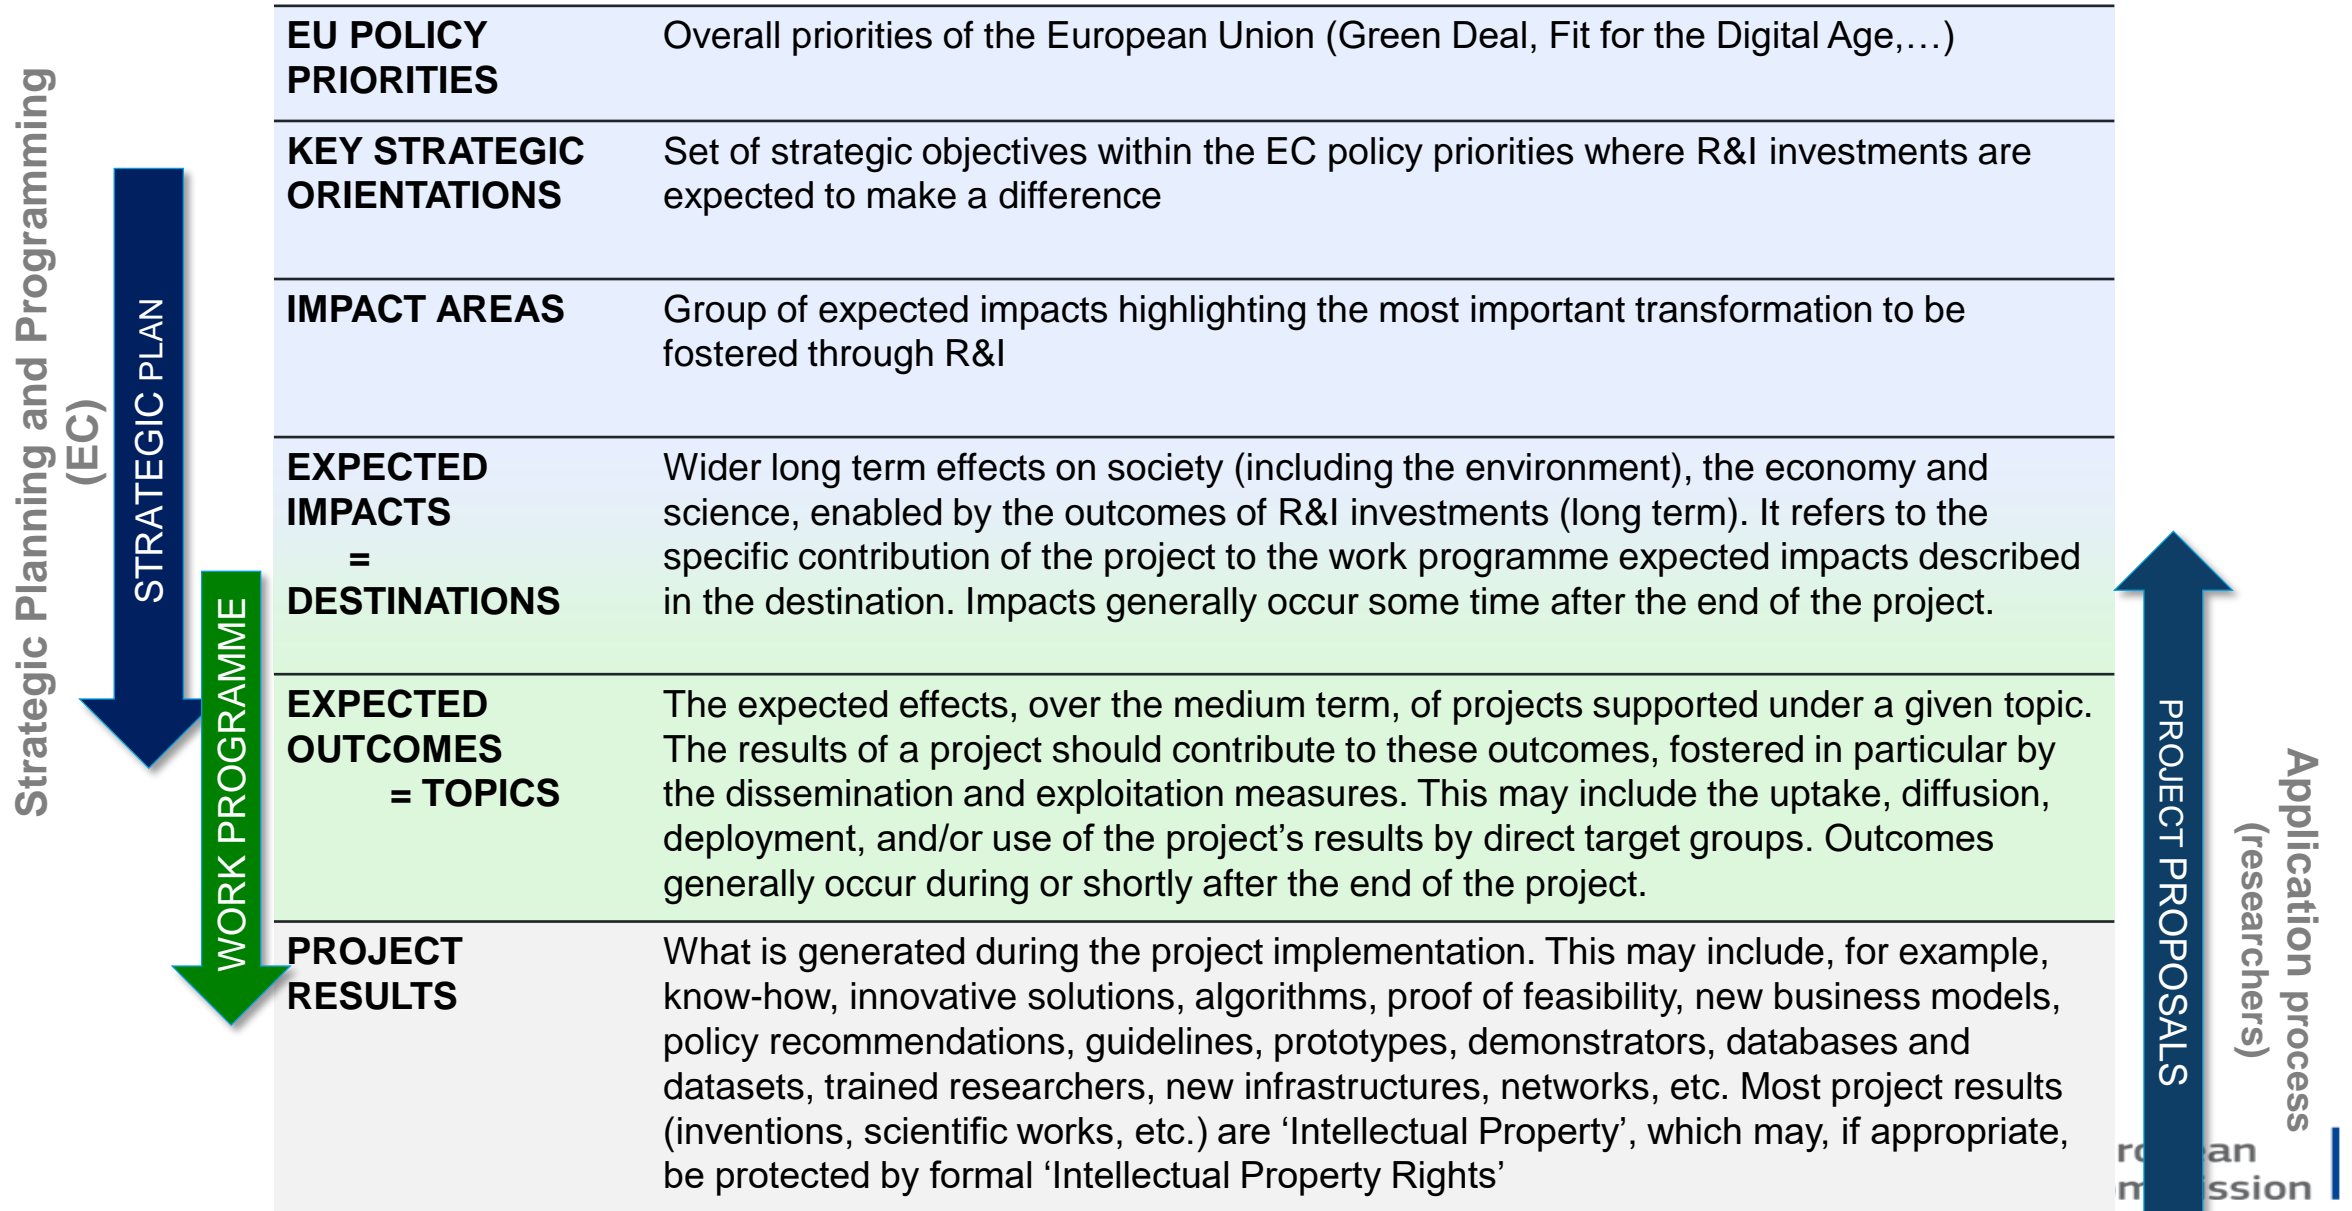 Strategic Planning and Programming
(EC)
STRATEGIC PLAN
WORK PROGRAMME
EU POLICY
PRIORITIES
Overall priorities of the European Union (Green Deal, Fit for the Digital Age,…)
KEY STRATEGIC
ORIENTATIONS
Set of strategic objectives within the EC policy priorities where R&I investments are
expected to make a difference
IMPACT AREAS
Group of expected impacts highlighting the most important transformation to be
fostered through R&I
EXPECTED
IMPACTS
=
DESTINATIONS
Wider long term effects on society (including the environment), the economy and
science, enabled by the outcomes of R&I investments (long term). It refers to the
specific contribution of the project to the work programme expected impacts described
in the destination. Impacts generally occur some time after the end of the project.
EXPECTED
OUTCOMES
= TOPICS
The expected effects, over the medium term, of projects supported under a given topic.
The results of a project should contribute to these outcomes, fostered in particular by
the dissemination and exploitation measures. This may include the uptake, diffusion,
deployment, and/or use of the project’s results by direct target groups. Outcomes
generally occur during or shortly after the end of the project.
PROJECT
RESULTS
What is generated during the project implementation. This may include, for example,
know-how, innovative solutions, algorithms, proof of feasibility, new business models,
policy recommendations, guidelines, prototypes, demonstrators, databases and
datasets, trained researchers, new infrastructures, networks, etc. Most project results
(inventions, scientific works, etc.) are ‘Intellectual Property’, which may, if appropriate,
be protected by formal ‘Intellectual Property Rights’
PROJECT PROPOSALS
Application process
(researchers)